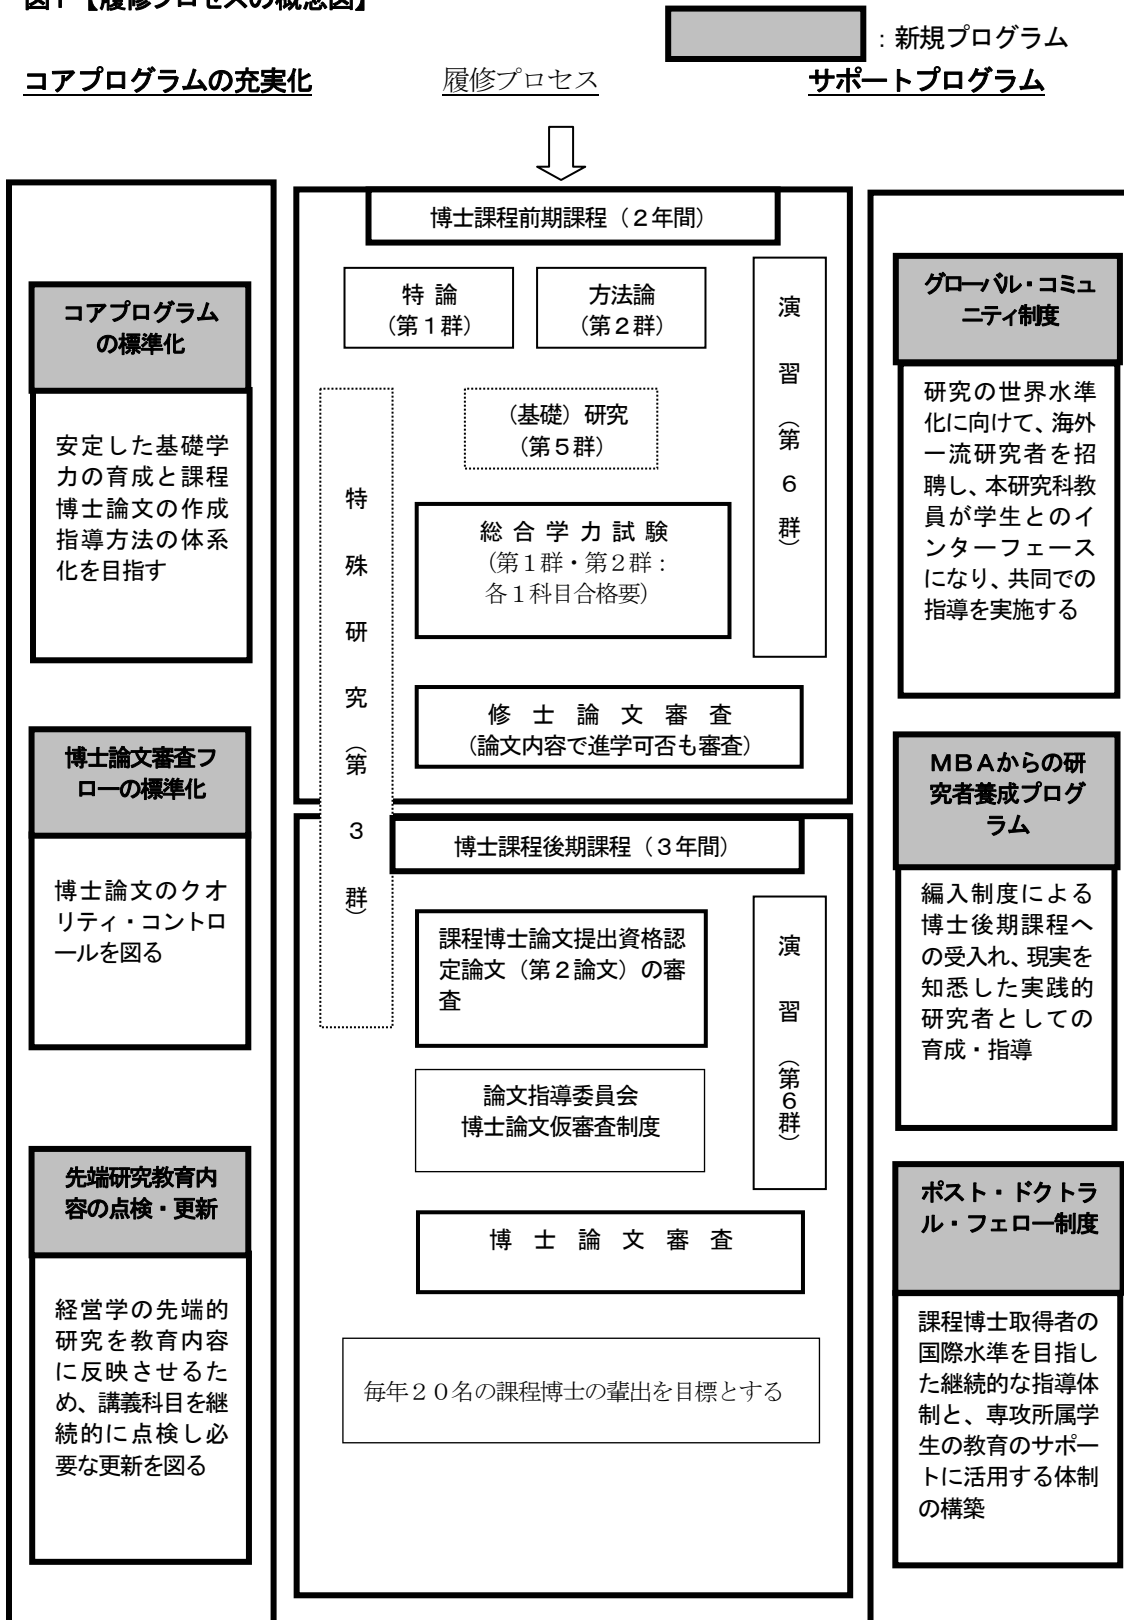 図1【履修プロセスの概念図】
：新規プログラム
コアプログラムの充実化
履修プロセス
サポートプログラム
コアプログラム
の標準化
安定した基礎学
力の育成と課程
博士論文の作成
指導方法の体系
化を目指す
博士論文審査フ
ローの標準化
博士論文のクオ
リティ・コントロ
ールを図る
先端研究教育内
容の点検・更新
経営学の先端的
研究を教育内容
に反映させるた
め、講義科目を継
続的に点検し必
要な更新を図る
博士課程前期課程（２年間）
特 論
（第１群）
方法論
（第２群）
演習（第６群）
（基礎）研究
（第５群）
特殊研究（第３群）
総 合 学 力 試 験
（第１群・第２群：
各１科目合格要）
修 士 論 文 審 査
（論文内容で進学可否も審査）
博士課程後期課程（３年間）
課程博士論文提出資格認
定論文（第２論文）の審
査
演習（第６群）
論文指導委員会
博士論文仮審査制度
博 士 論 文 審 査
毎年２０名の課程博士の輩出を目標とする
グローバル・コミュ
ニティ制度
研究の世界水準
化に向けて、海外
一流研究者を招
聘し、本研究科教
員が学生とのイ
ンターフェース
になり、共同での
指導を実施する
ＭＢＡからの研
究者養成プログ
ラム
編入制度による
博士後期課程へ
の受入れ、現実を
知悉した実践的
研究者としての
育成・指導
ポスト・ドクトラ
ル・フェロー制度
課程博士取得者の
国際水準を目指し
た継続的な指導体
制と、専攻所属学
生の教育のサポー
トに活用する体制
の構築